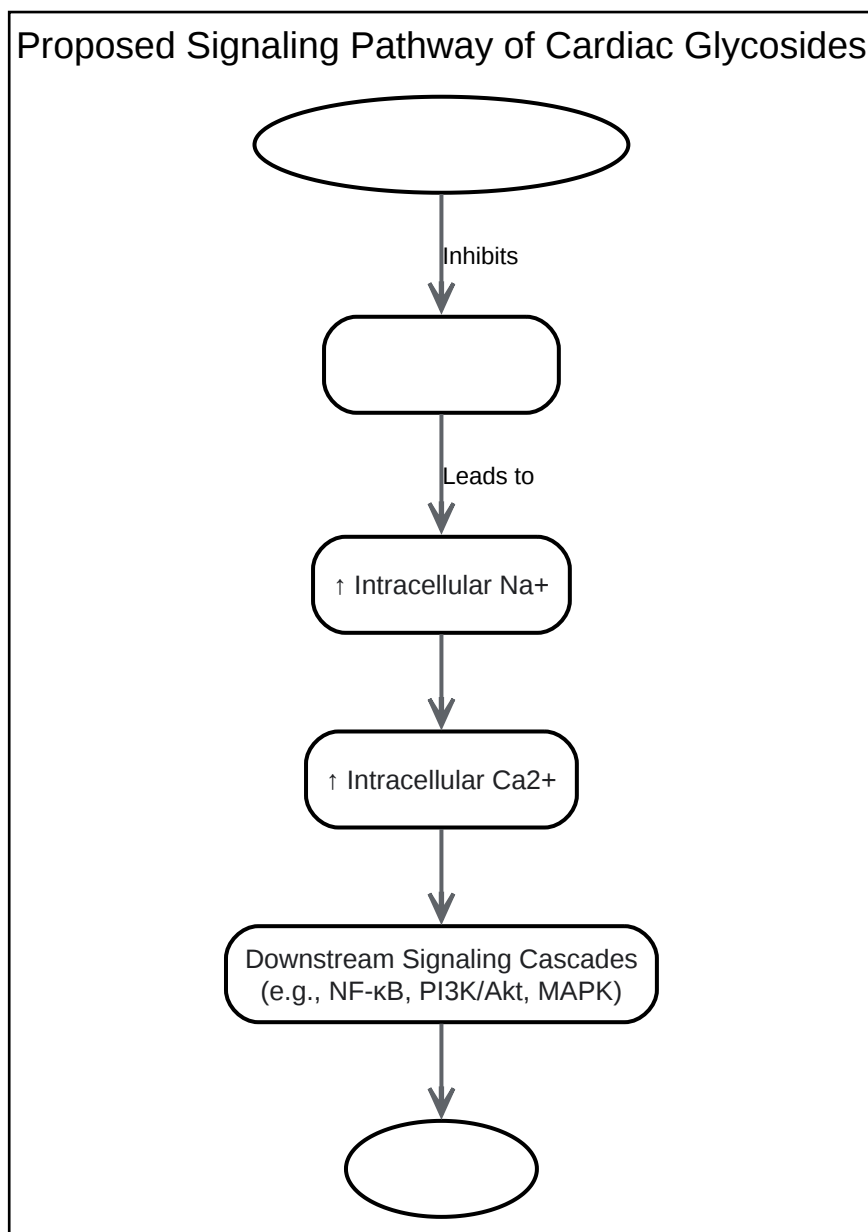 Proposed Signaling Pathway of Cardiac Glycosides
Inhibits
Leads to
↑ Intracellular Na+
↑ Intracellular Ca2+
Downstream Signaling Cascades
(e.g., NF-κB, PI3K/Akt, MAPK)